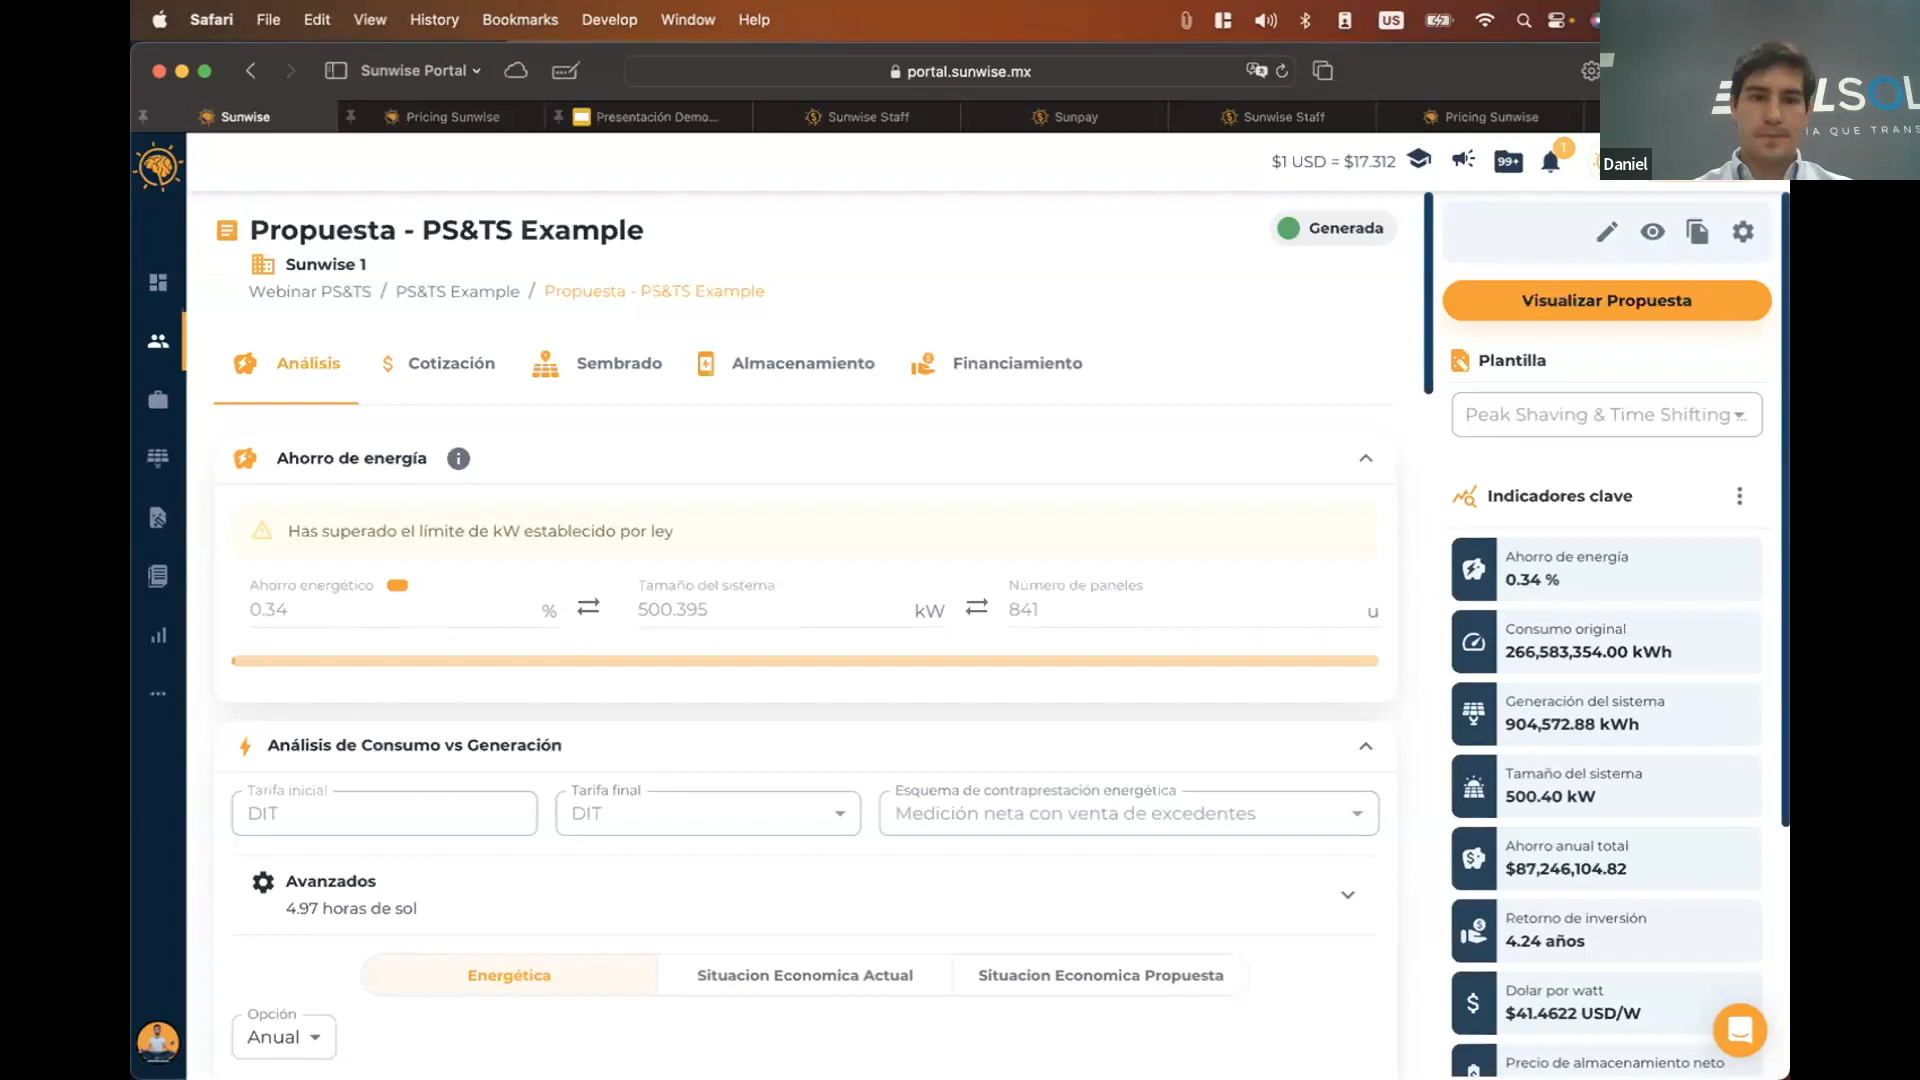 Safari File Edit View History Bookmarks Develop Window Help
US
Sunwise Portal
portal.sunwise.mx
Sunwise
Pricing Sunwise
Presentación Demo...
Sunwise Staff
Sunpay
Sunwise Staff
Pricing Sunwise
LSOL
ÍA QUE TRANS
Daniel
$1 USD = $17.312
99+
1
Propuesta - PS&TS Example
Generada
Sunwise 1
Webinar PS&TS / PS&TS Example / Propuesta - PS&TS Example
Análisis
Cotización
Sembrado
Almacenamiento
Financiamiento
Ahorro de energía
Has superado el límite de kW establecido por ley
Ahorro energético
0.34 %
Tamaño del sistema
500.395 kW
Número de paneles
841 u
Análisis de Consumo vs Generación
Tarifa inicial
DIT
Tarifa final
DIT
Esquema de contraprestación energética
Medición neta con venta de excedentes
Avanzados
4.97 horas de sol
Energética
Situacion Economica Actual
Situacion Economica Propuesta
Opción
Anual
Visualizar Propuesta
Plantilla
Peak Shaving & Time Shifting ...
Indicadores clave
Ahorro de energía
0.34 %
Consumo original
266,583,354.00 kWh
Generación del sistema
904,572.88 kWh
Tamaño del sistema
500.40 kW
Ahorro anual total
$87,246,104.82
Retorno de inversión
4.24 años
Dolar por watt
$41.4622 USD/W
Precio de almacenamiento neto